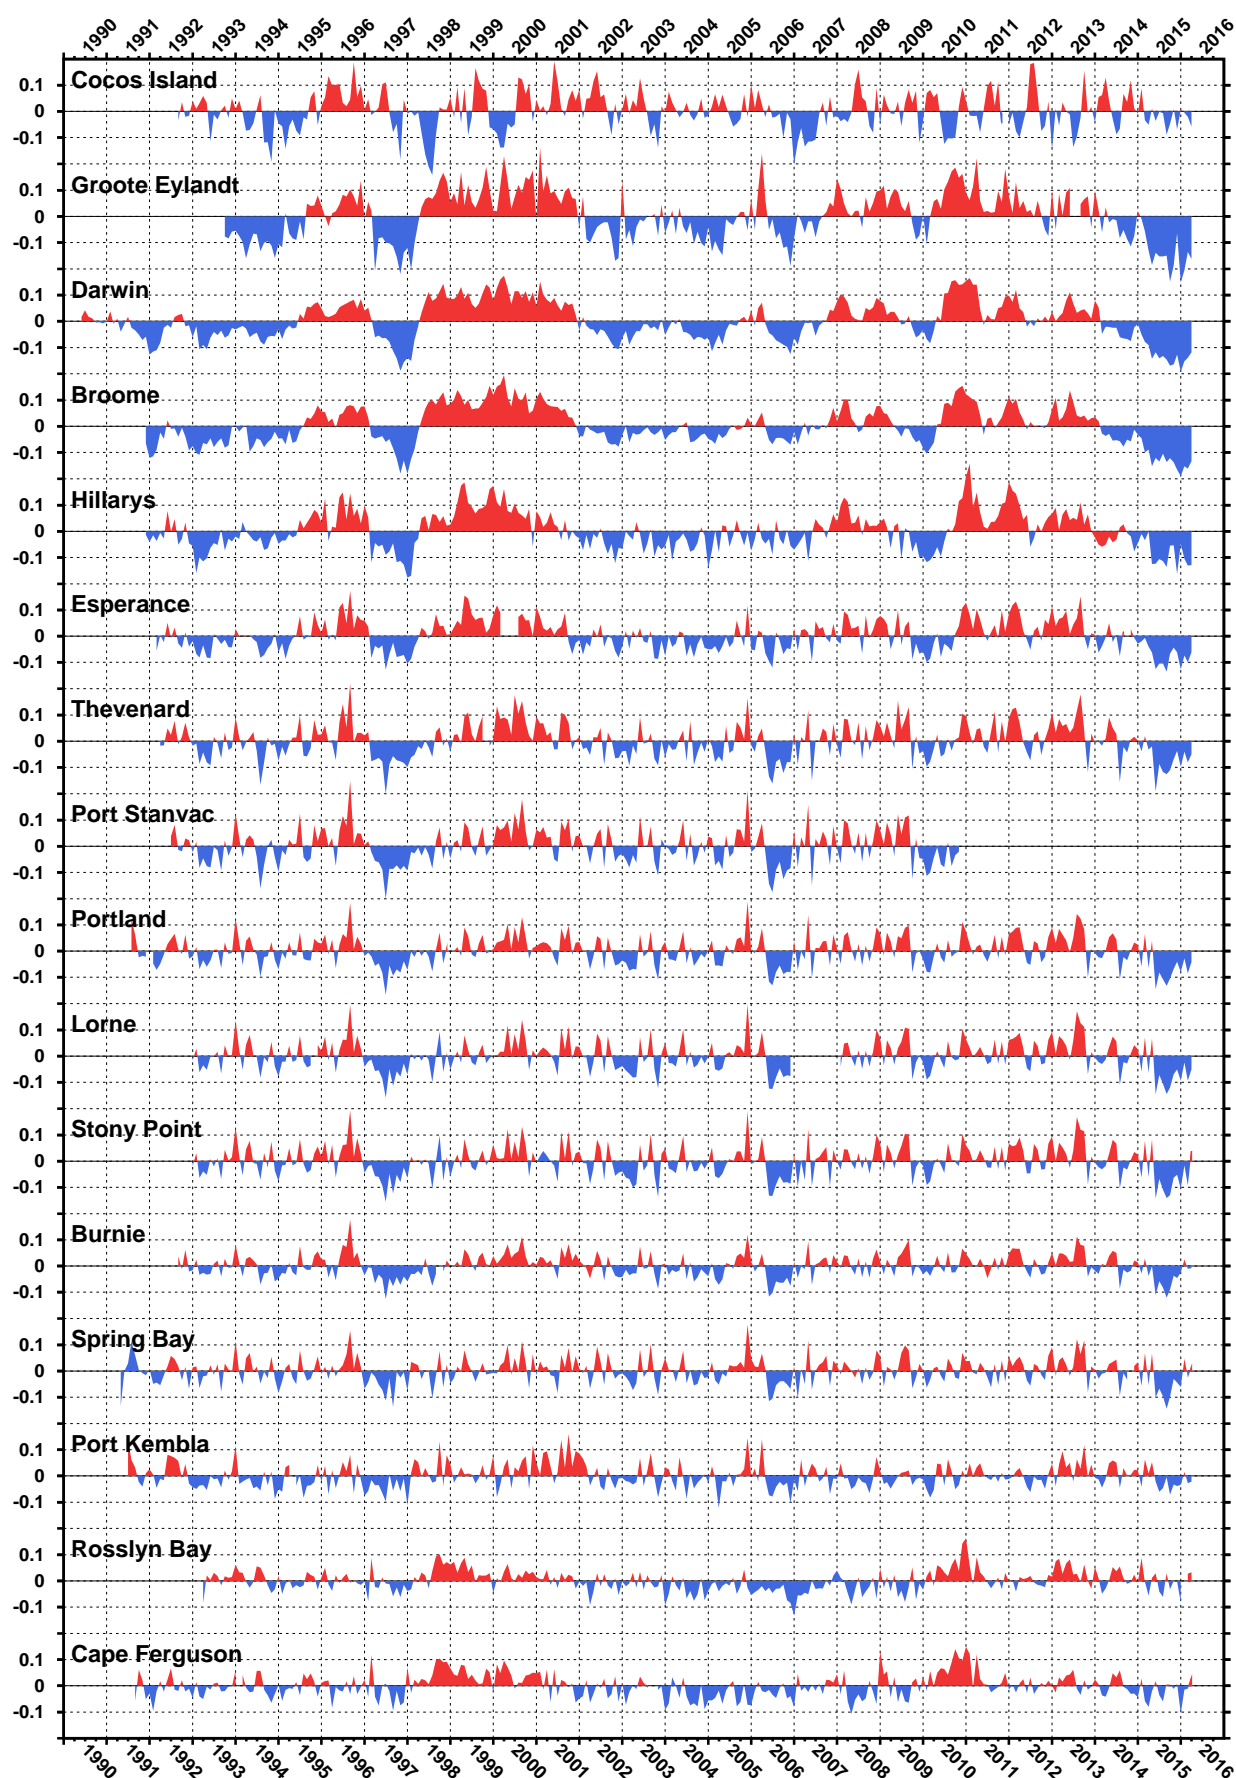 1990 1991 1992 1993 1994 1995 1996 1997 1998 1999 2000 2001 2002 2003 2004 2005 2006 2007 2008 2009 2010 2011 2012 2013 2014 2015 2016
Cocos Island
0.1
0
-0.1
Groote Eylandt
0.1
0
-0.1
Darwin
0.1
0
-0.1
Broome
0.1
0
-0.1
Hillarys
0.1
0
-0.1
Esperance
0.1
0
-0.1
Thevenard
0.1
0
-0.1
Port Stanvac
0.1
0
-0.1
Portland
0.1
0
-0.1
Lorne
0.1
0
-0.1
Stony Point
0.1
0
-0.1
Burnie
0.1
0
-0.1
Spring Bay
0.1
0
-0.1
Port Kembla
0.1
0
-0.1
Rosslyn Bay
0.1
0
-0.1
Cape Ferguson
0.1
0
-0.1
1990 1991 1992 1993 1994 1995 1996 1997 1998 1999 2000 2001 2002 2003 2004 2005 2006 2007 2008 2009 2010 2011 2012 2013 2014 2015 2016